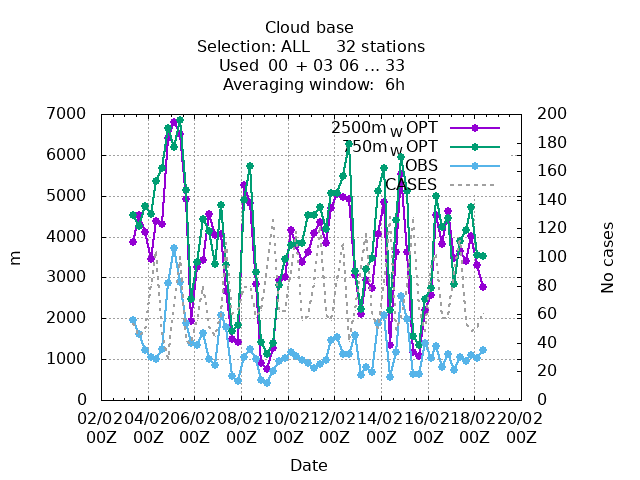 Cloud base
Selection: ALL 32 stations
Used 00 + 03 06 ... 33
Averaging window: 6h
7000
6000
5000
4000
3000
2000
1000
0
m
200
180
160
140
120
100
80
60
40
20
0
No cases
2500m_w OPT
750m_w OPT
OBS
CASES
02/02 04/02 06/02 08/02 10/02 12/02 14/02 16/02 18/02 20/02
00Z 00Z 00Z 00Z 00Z 00Z 00Z 00Z 00Z 00Z
Date